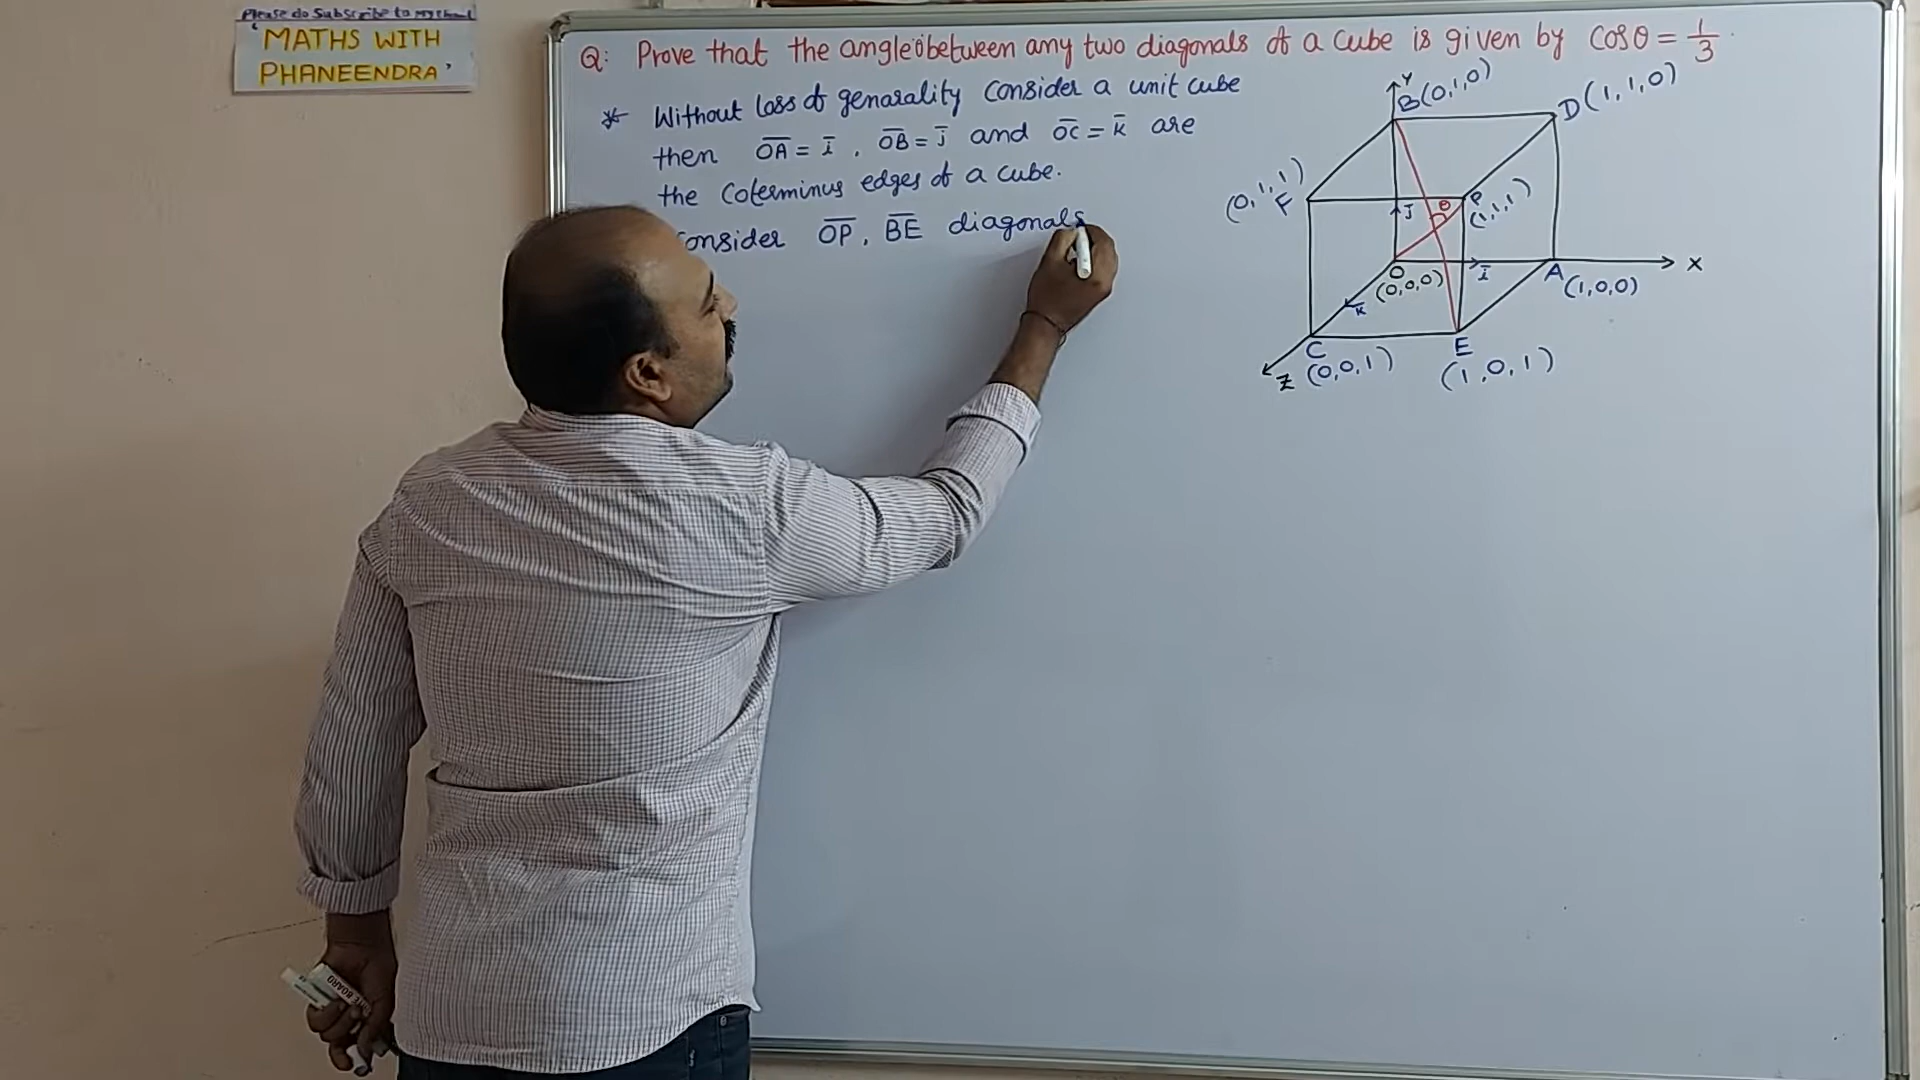 Please do Subscribe to my channel
MATHS WITH
PHANEENDRA
Q: Prove that the angle θ between any two diagonals of a cube is given by cosθ = 1/3
* Without loss of genarality consider a unit cube
then OA̅ = i̅ , OB̅ = j̅ and OC̅ = k̅ are
the coterminus edges of a cube.
onsider OP̅, BE̅ diagonals
Y
B(0,1,0)
D(1,1,0)
(0,1,1)
F
J
θ
P
(1,1,1)
O
(0,0,0)
i̅
A
(1,0,0)
X
K
C
E
Z
(0,0,1)
(1,0,1)